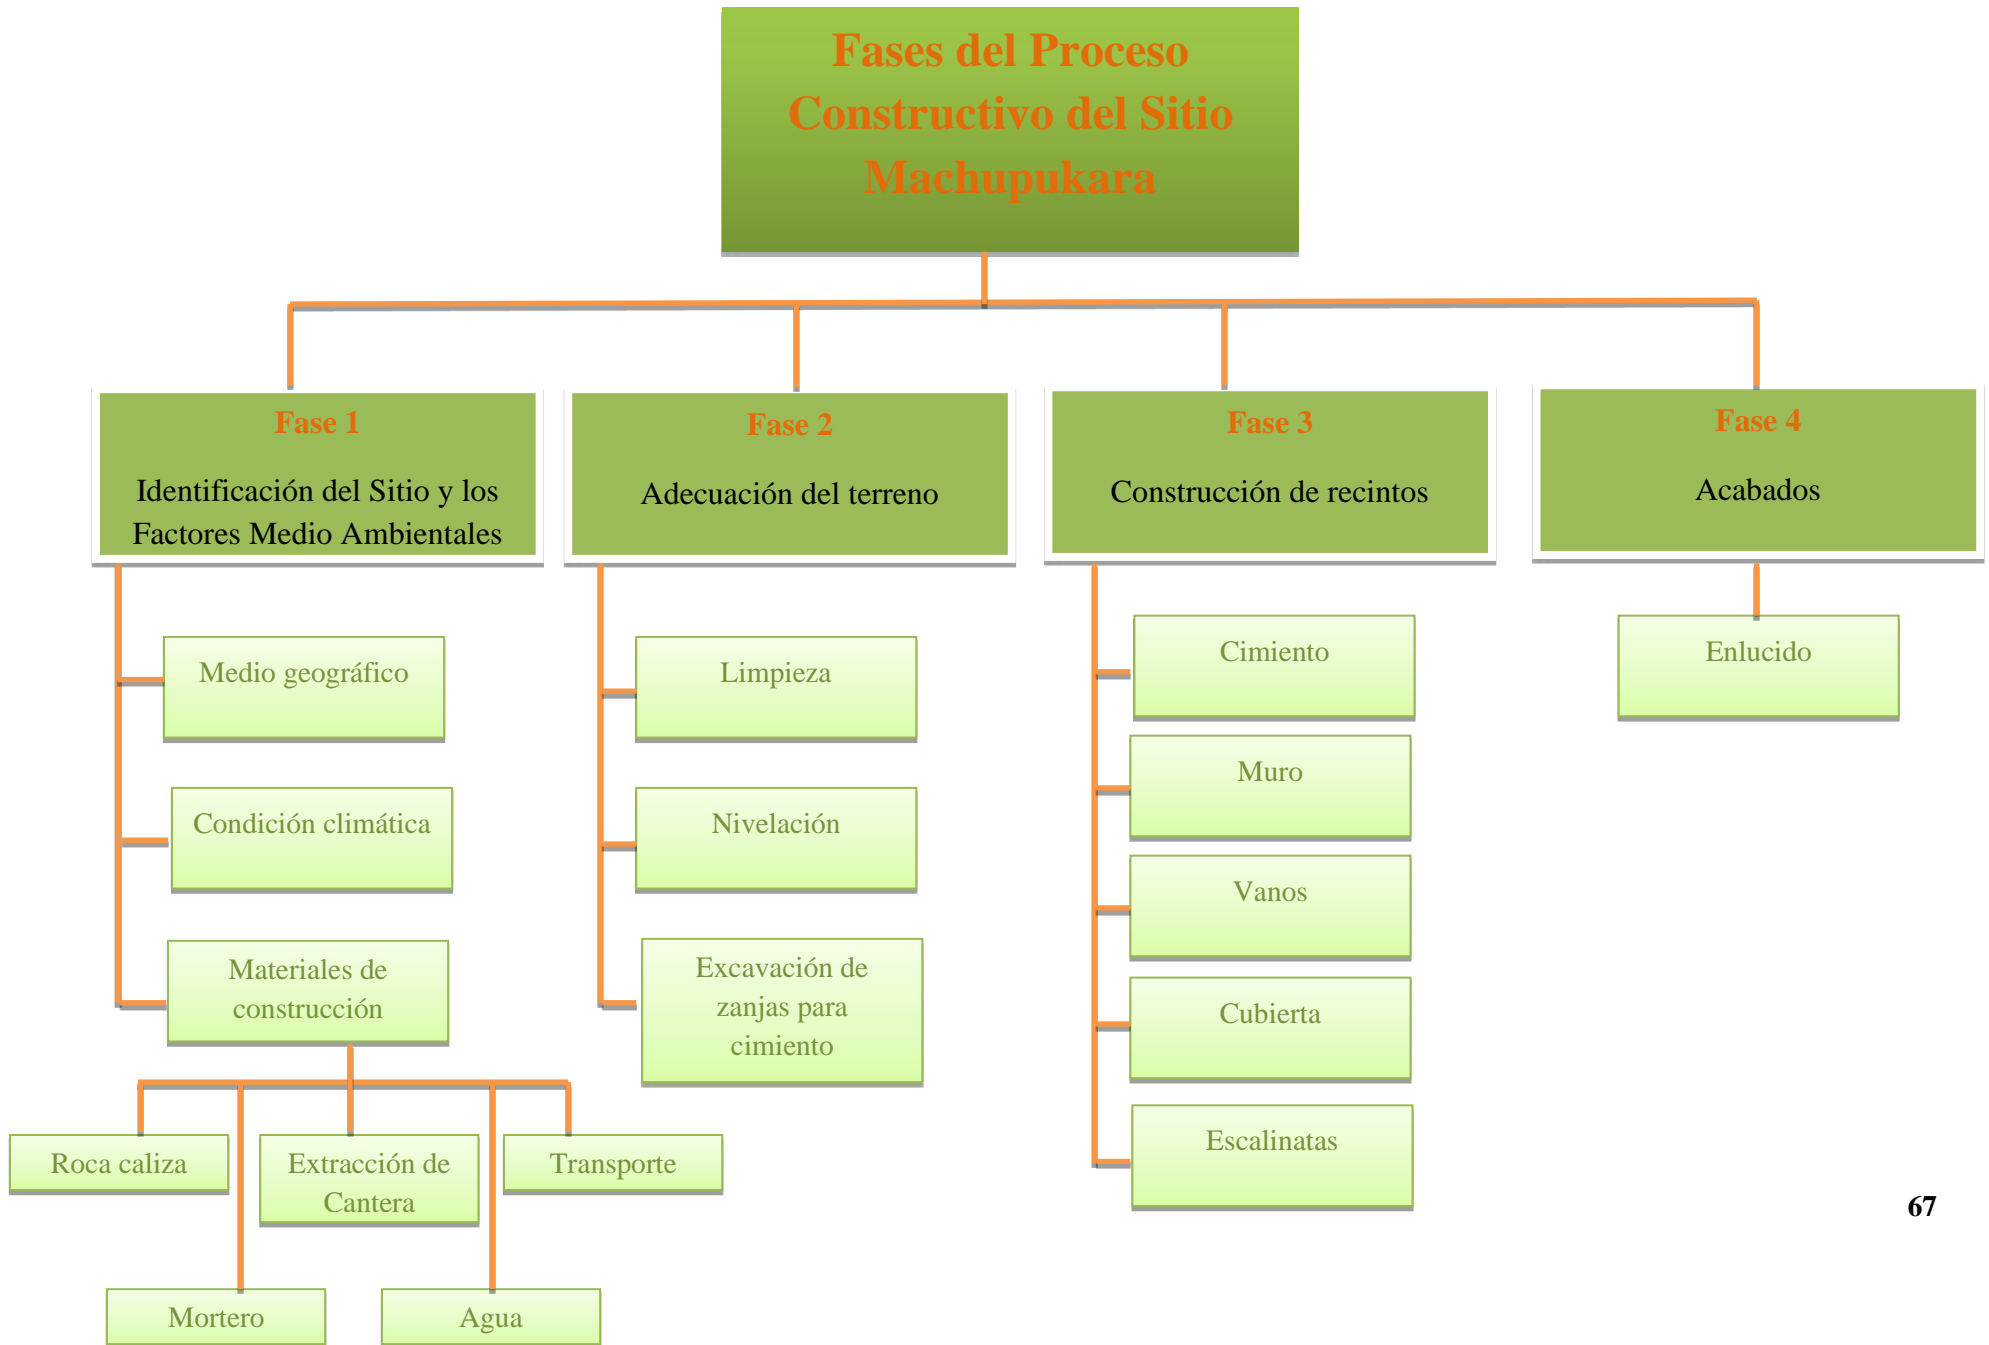 Fases del Proceso
Constructivo del Sitio
Machupukara
Fase 1
Identificación del Sitio y los
Factores Medio Ambientales
Fase 2
Adecuación del terreno
Fase 3
Construcción de recintos
Fase 4
Acabados
Medio geográfico
Condición climática
Materiales de
construcción
Roca caliza
Extracción de
Cantera
Transporte
Mortero
Agua
Limpieza
Nivelación
Excavación de
zanjas para
cimiento
Cimiento
Muro
Vanos
Cubierta
Escalinatas
Enlucido
67